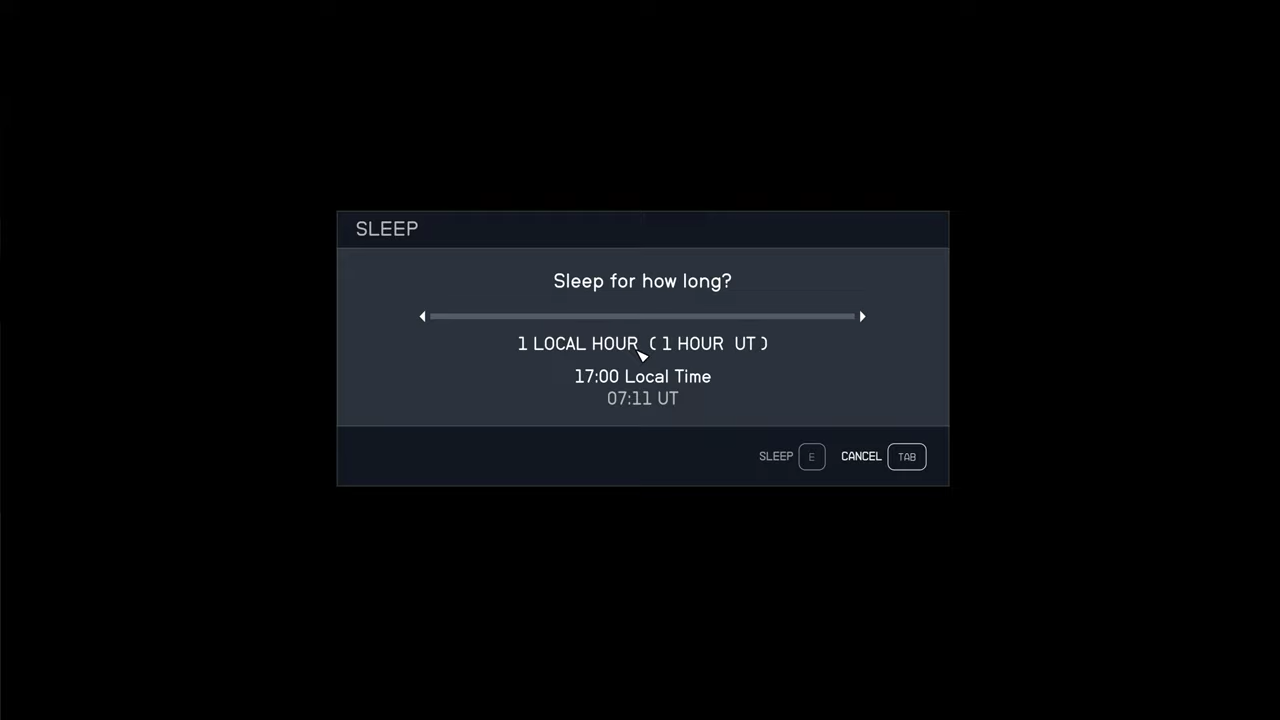 SLEEP
Sleep for how long?
1 LOCAL HOUR ( 1 HOUR UT )
17:00 Local Time
07:11 UT
SLEEP E CANCEL TAB